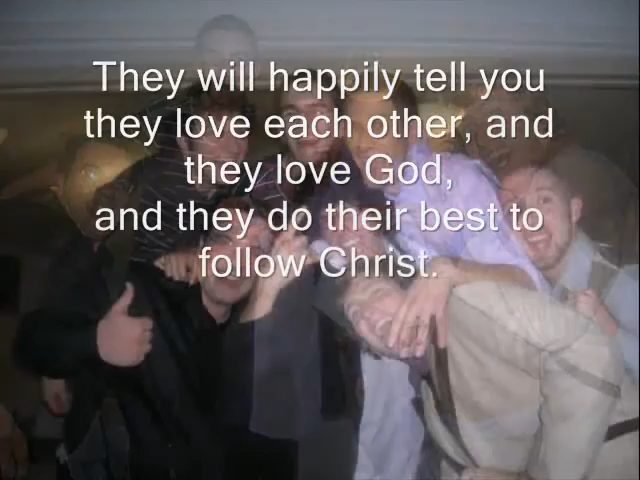 They will happily tell you
they love each other, and
they love God,
and they do their best to
follow Christ.